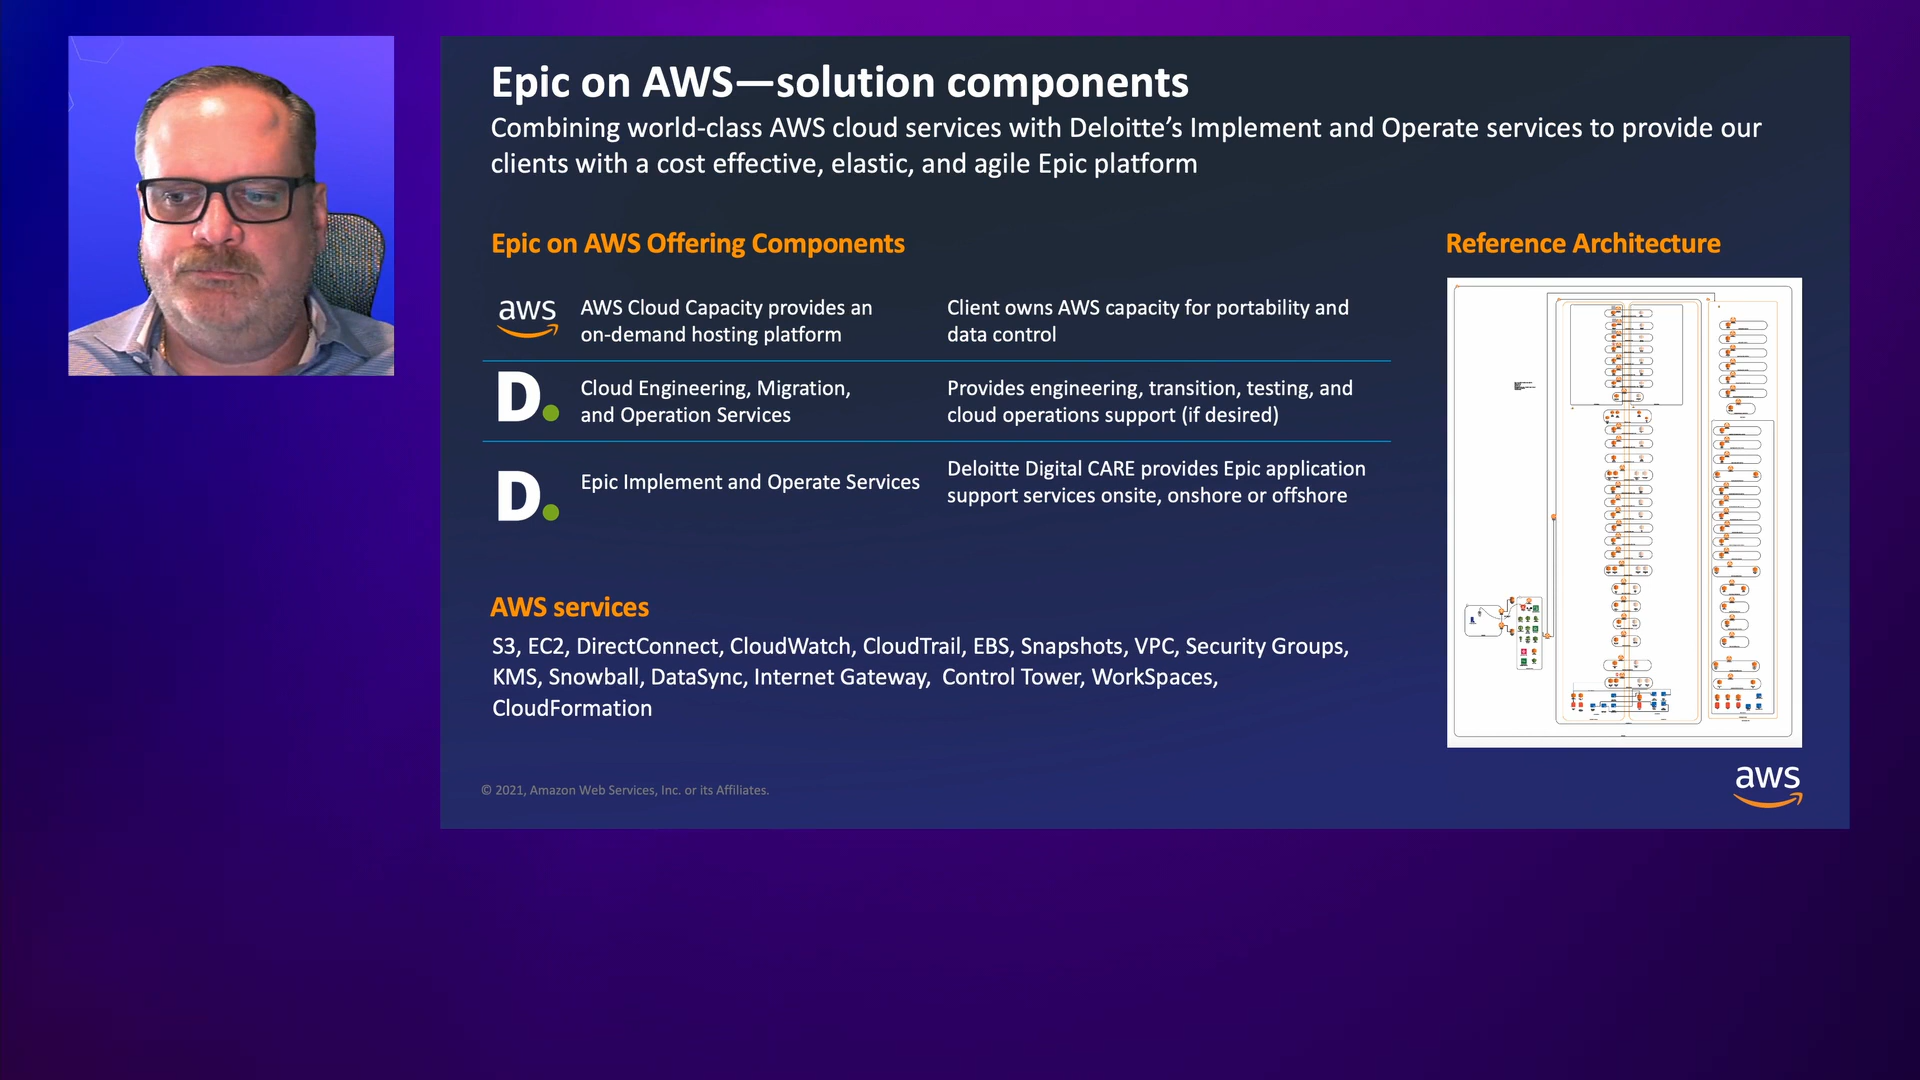 Epic on AWS—solution components
Combining world-class AWS cloud services with Deloitte’s Implement and Operate services to provide our
clients with a cost effective, elastic, and agile Epic platform
Epic on AWS Offering Components
Reference Architecture
aws
AWS Cloud Capacity provides an
on-demand hosting platform
Client owns AWS capacity for portability and
data control
D.
Cloud Engineering, Migration,
and Operation Services
Provides engineering, transition, testing, and
cloud operations support (if desired)
D.
Epic Implement and Operate Services
Deloitte Digital CARE provides Epic application
support services onsite, onshore or offshore
AWS services
S3, EC2, DirectConnect, CloudWatch, CloudTrail, EBS, Snapshots, VPC, Security Groups,
KMS, Snowball, DataSync, Internet Gateway,  Control Tower, WorkSpaces,
CloudFormation
© 2021, Amazon Web Services, Inc. or its Affiliates.
aws